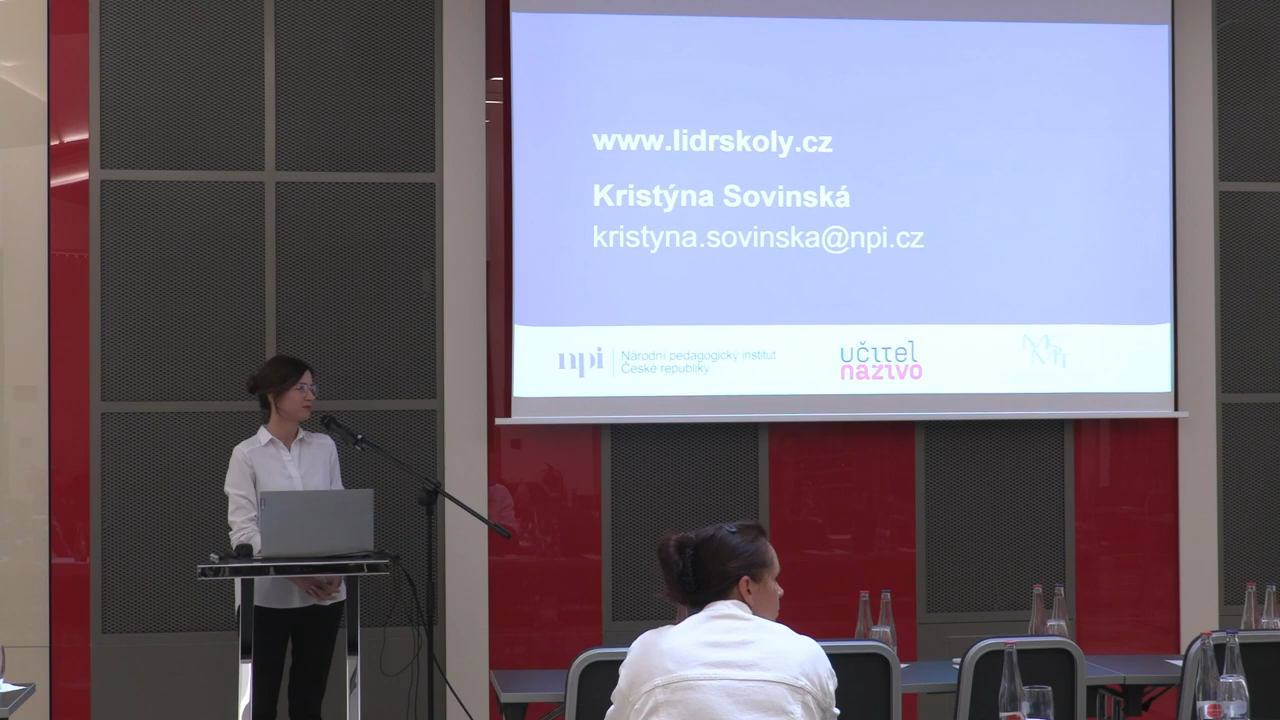 www.lidrskoly.cz
Kristýna Sovinská
kristyna.sovinska@npi.cz
npi
Národní pedagogický institut
České republiky
učitel
naživo